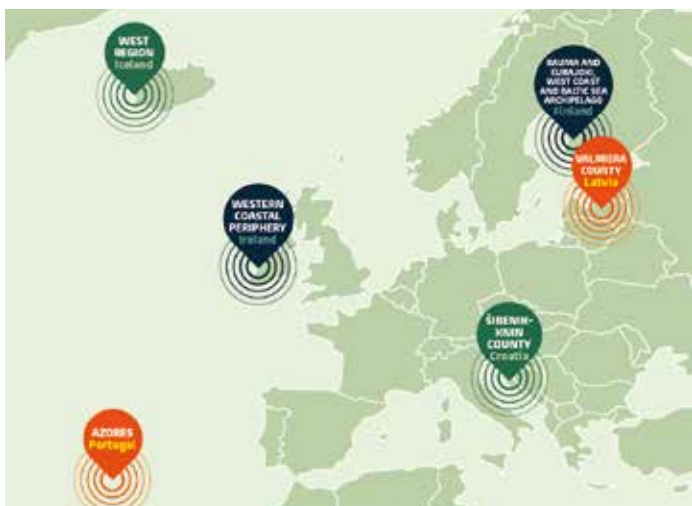 WEST
REGION
Iceland
RAUMA AND
EURAJOKI,
WEST COAST
AND BALTIC SEA
ARCHIPELAGO
Finland
VALMIERA
COUNTY
Latvia
WESTERN
COASTAL
PERIPHERY
Ireland
ŠIBENIK-
KNIN
COUNTY
Croatia
AZORES
Portugal